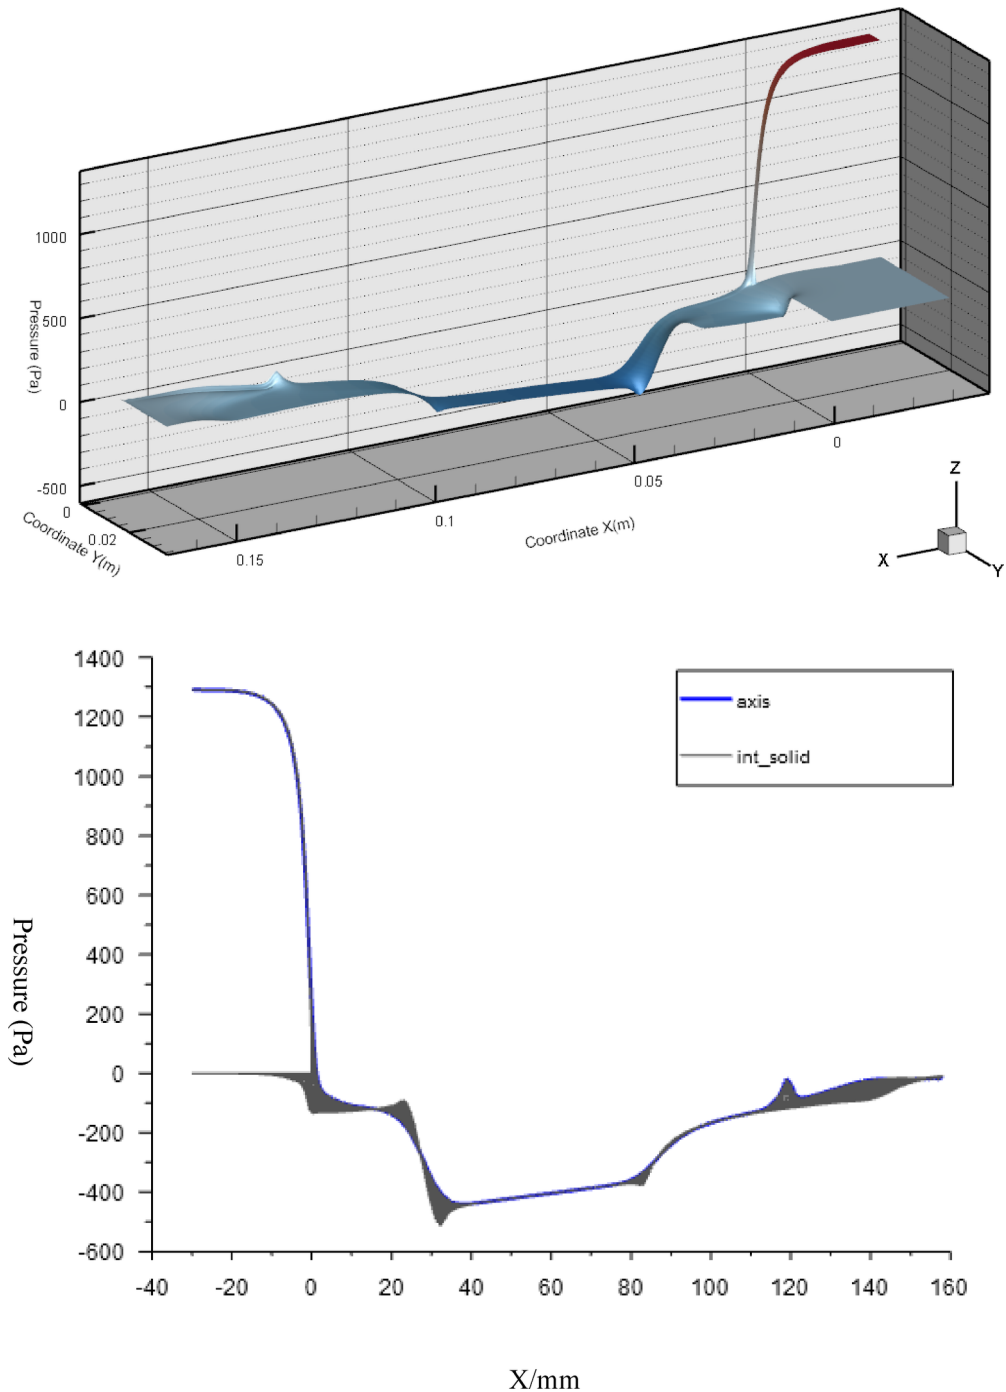 1000
500
0
-500
Pressure (Pa)
0
0.02
Coordinate Y(m)
0.15
0.1
0.05
0
Coordinate X(m)
Z
X
Y
1400
1200
1000
800
600
400
200
0
-200
-400
-600
Pressure (Pa)
axis
int_solid
-40 -20 0 20 40 60 80 100 120 140 160
X/mm